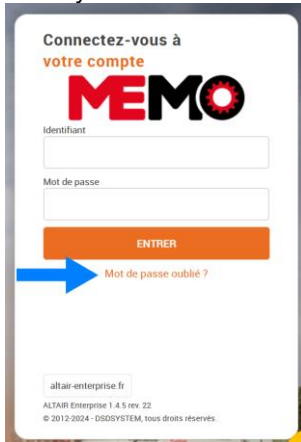 Connectez-vous à
votre compte
MEMO
Identifiant
Mot de passe
ENTRER
Mot de passe oublié ?
altair-enterprise.fr
ALTAIR Enterprise 1.4.5 rev. 22
© 2012-2024 - DSDSYSTEM, tous droits réservés.